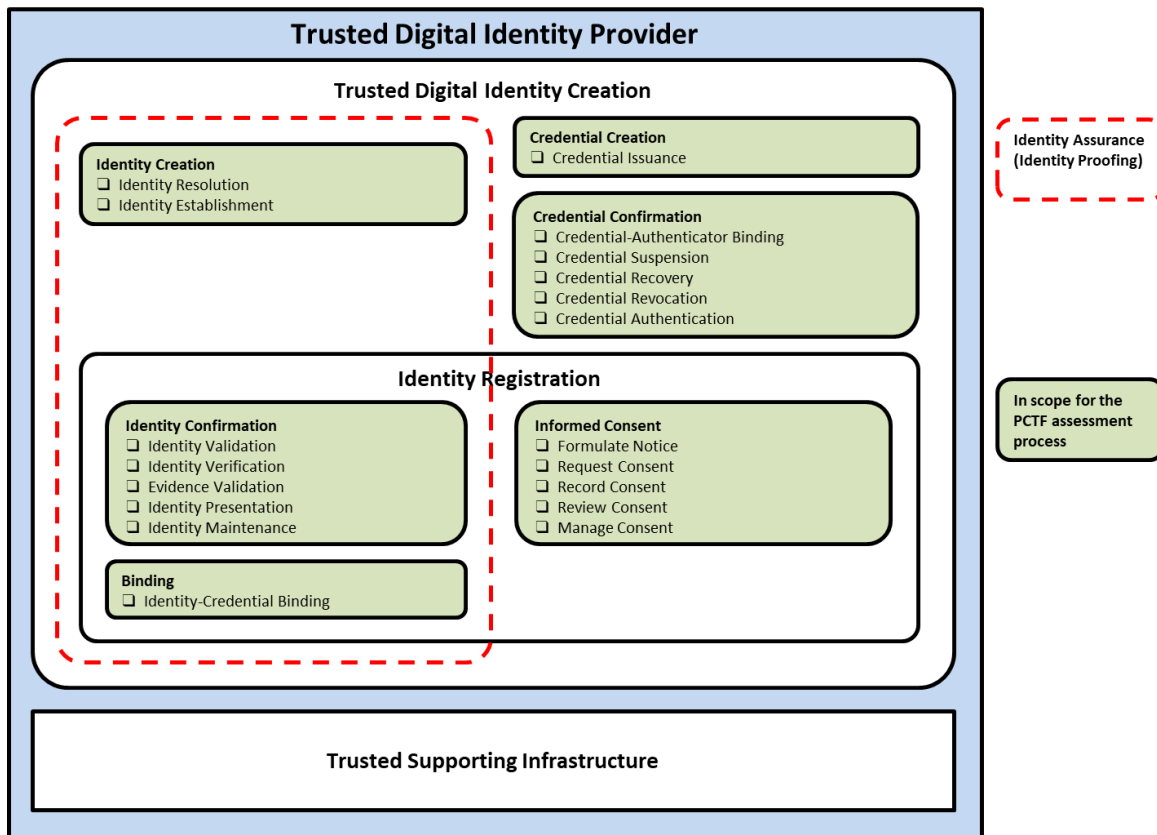 Trusted Digital Identity Provider
Trusted Digital Identity Creation
Identity Creation
❑ Identity Resolution
❑ Identity Establishment
Credential Creation
❑ Credential Issuance
Credential Confirmation
❑ Credential-Authenticator Binding
❑ Credential Suspension
❑ Credential Recovery
❑ Credential Revocation
❑ Credential Authentication
Identity Registration
Identity Confirmation
❑ Identity Validation
❑ Identity Verification
❑ Evidence Validation
❑ Identity Presentation
❑ Identity Maintenance
Informed Consent
❑ Formulate Notice
❑ Request Consent
❑ Record Consent
❑ Review Consent
❑ Manage Consent
Binding
❑ Identity-Credential Binding
Trusted Supporting Infrastructure
Identity Assurance
(Identity Proofing)
In scope for the
PCTF assessment
process